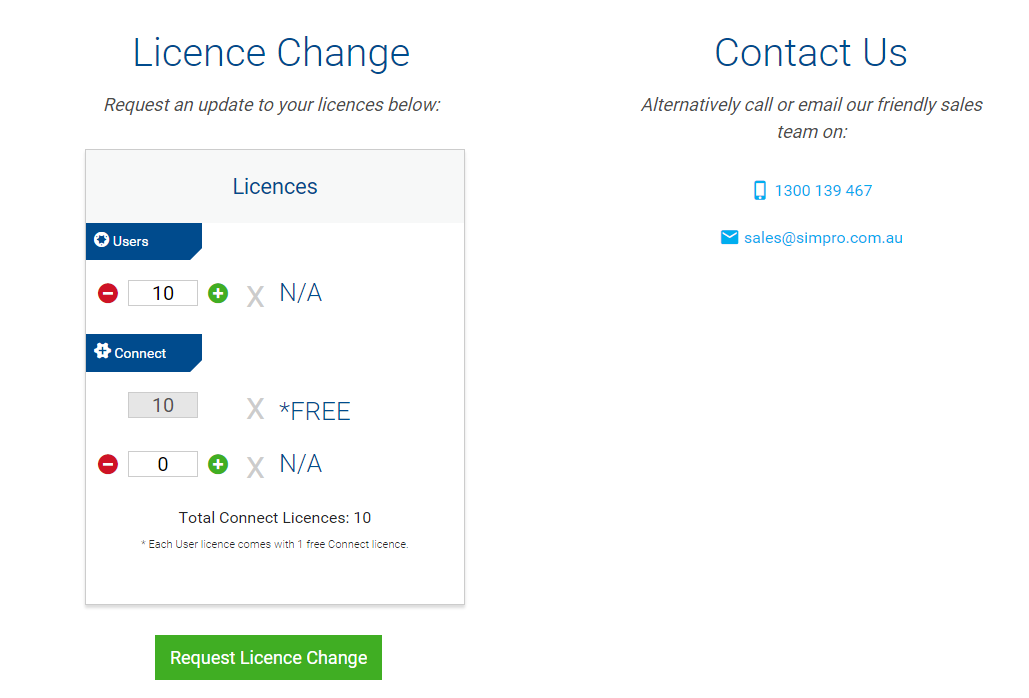 Licence Change
Request an update to your licences below:
Licences
Users
10 X N/A
Connect
10 X *FREE
0 X N/A
Total Connect Licences: 10
* Each User licence comes with 1 free Connect licence.
Request Licence Change
Contact Us
Alternatively call or email our friendly sales
team on:
1300 139 467
sales@simpro.com.au